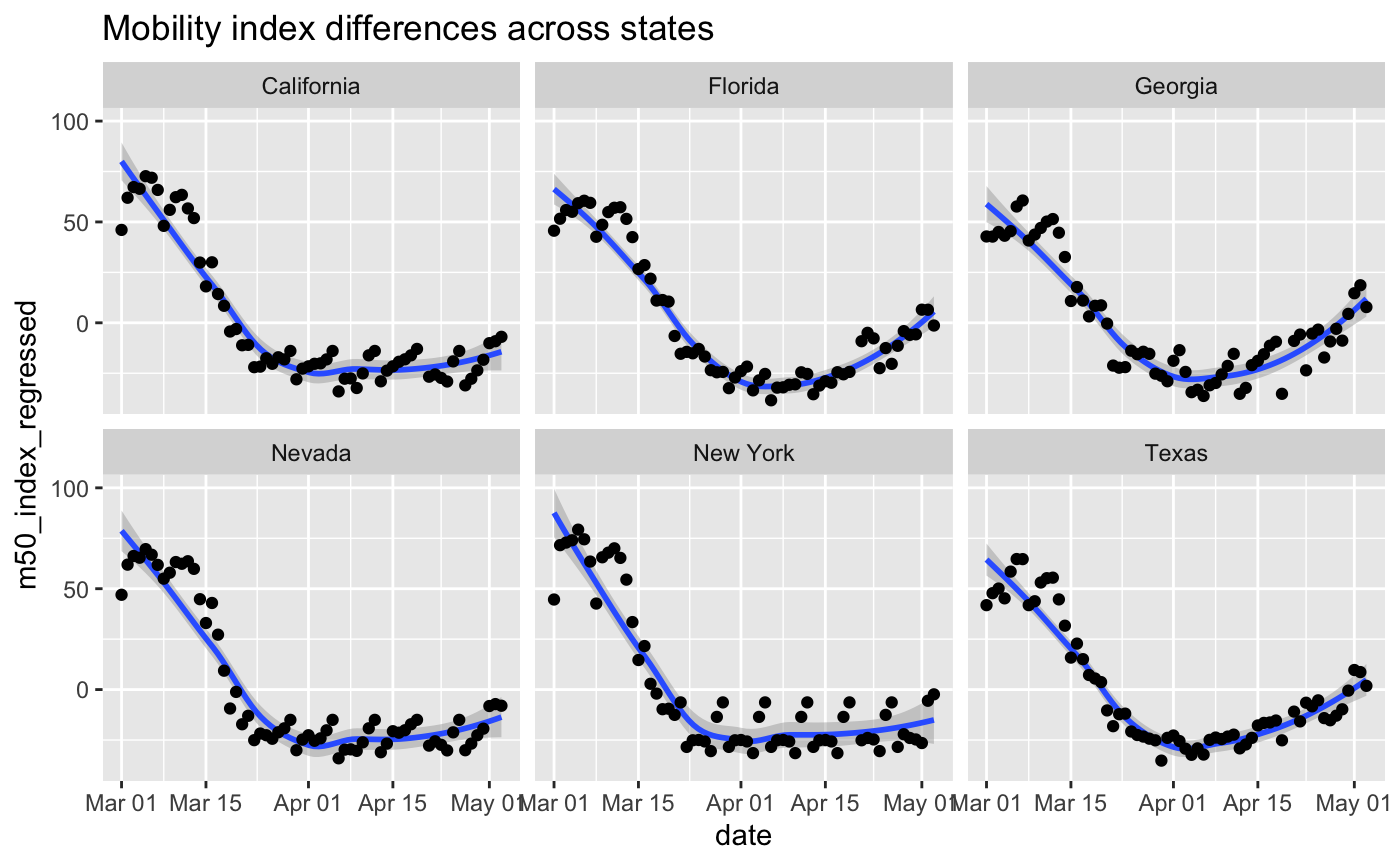 Mobility index differences across states
California Florida Georgia
100
50
0
Nevada New York Texas
100
50
0
Mar 01 Mar 15 Apr 01 Apr 15 May 01 Mar 01 Mar 15 Apr 01 Apr 15 May 01 Mar 01 Mar 15 Apr 01 Apr 15 May 01
date
m50_index_regressed